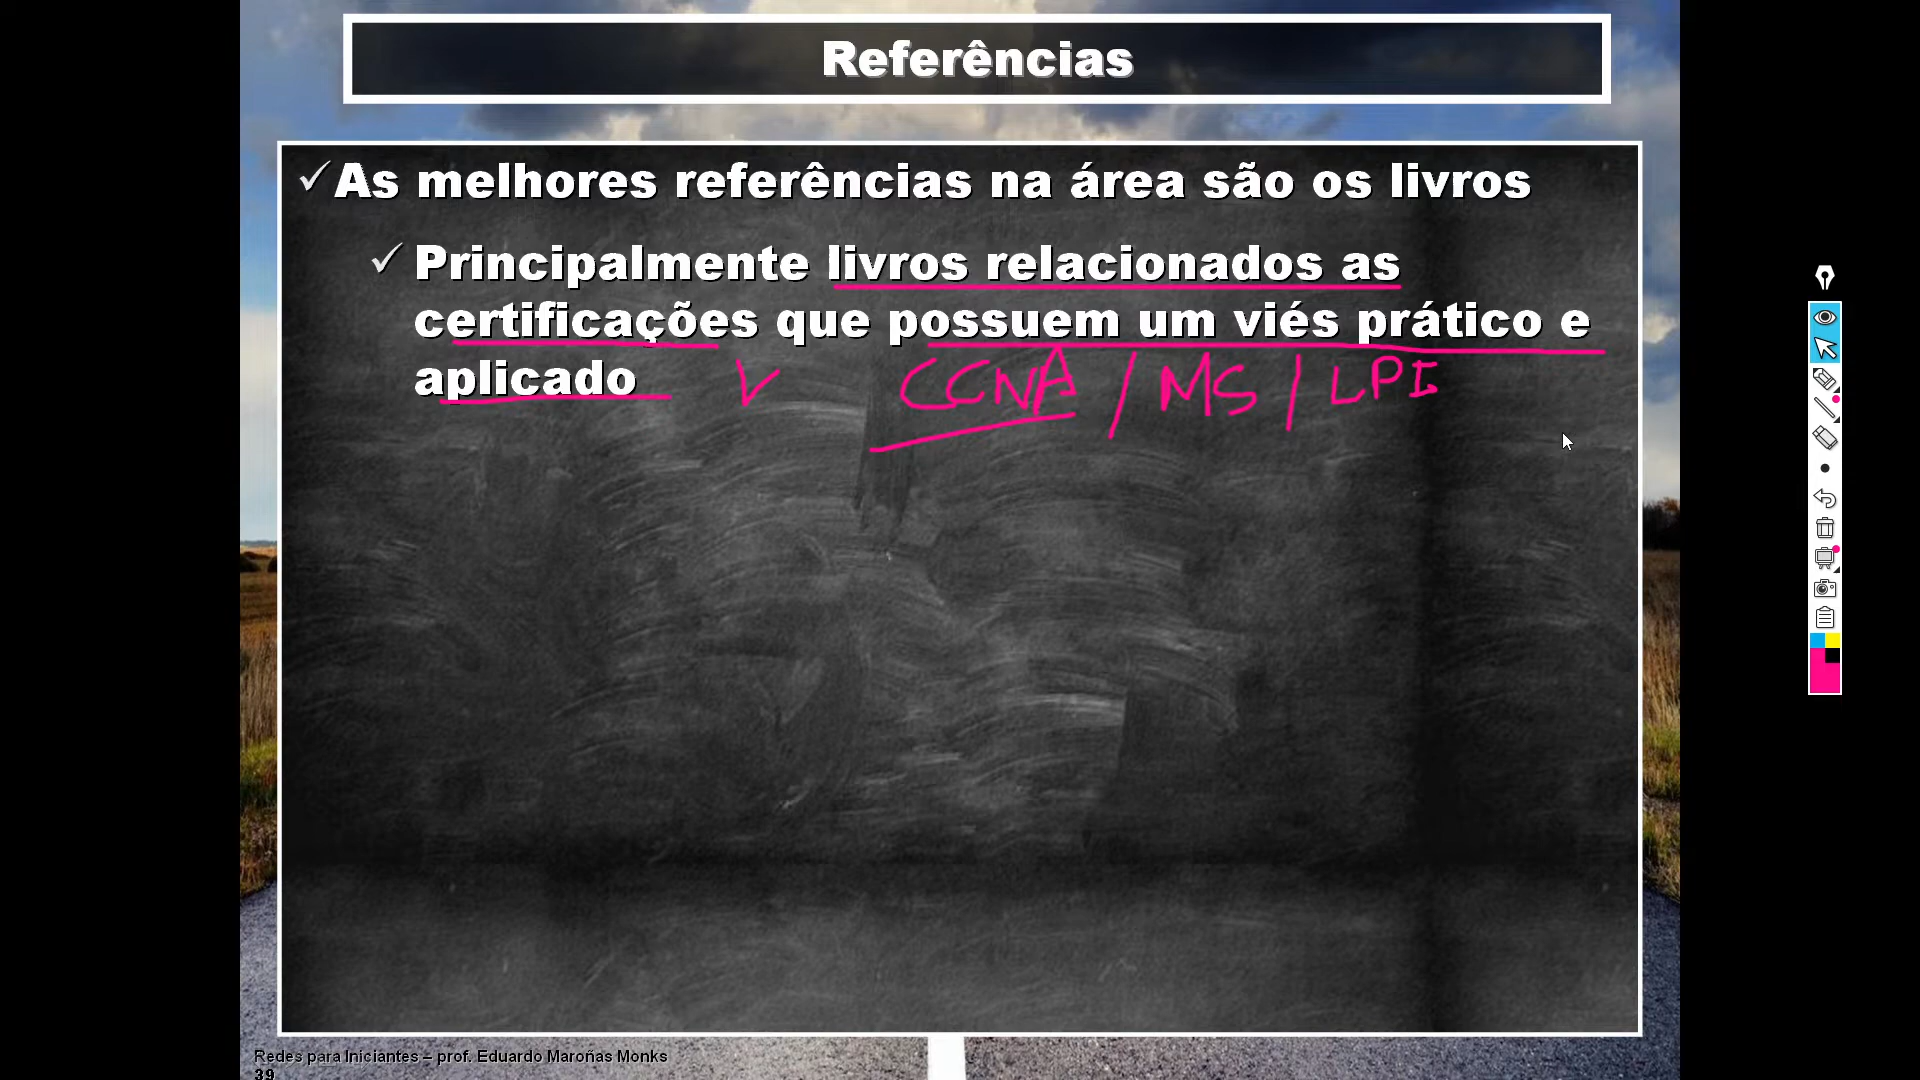 Referências
As melhores referências na área são os livros
Principalmente livros relacionados as
certificações que possuem um viés prático e
aplicado
CCNA / MS / LPI
Redes para Iniciantes – prof. Eduardo Maroñas Monks
39